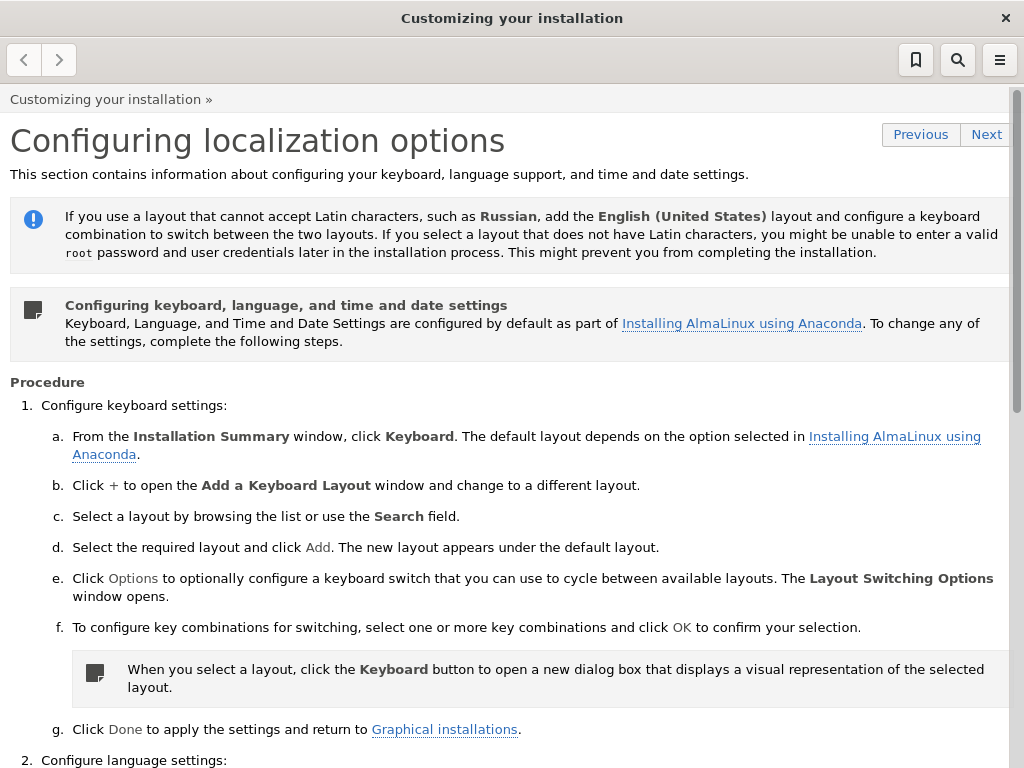 Customizing your installation
Customizing your installation »
Configuring localization options
Previous
Next
This section contains information about configuring your keyboard, language support, and time and date settings.
If you use a layout that cannot accept Latin characters, such as Russian, add the English (United States) layout and configure a keyboard
combination to switch between the two layouts. If you select a layout that does not have Latin characters, you might be unable to enter a valid
root password and user credentials later in the installation process. This might prevent you from completing the installation.
Configuring keyboard, language, and time and date settings
Keyboard, Language, and Time and Date Settings are configured by default as part of Installing AlmaLinux using Anaconda. To change any of
the settings, complete the following steps.
Procedure
1. Configure keyboard settings:
a. From the Installation Summary window, click Keyboard. The default layout depends on the option selected in Installing AlmaLinux using
Anaconda.
b. Click + to open the Add a Keyboard Layout window and change to a different layout.
c. Select a layout by browsing the list or use the Search field.
d. Select the required layout and click Add. The new layout appears under the default layout.
e. Click Options to optionally configure a keyboard switch that you can use to cycle between available layouts. The Layout Switching Options
window opens.
f. To configure key combinations for switching, select one or more key combinations and click OK to confirm your selection.
When you select a layout, click the Keyboard button to open a new dialog box that displays a visual representation of the selected
layout.
g. Click Done to apply the settings and return to Graphical installations.
2. Configure language settings: